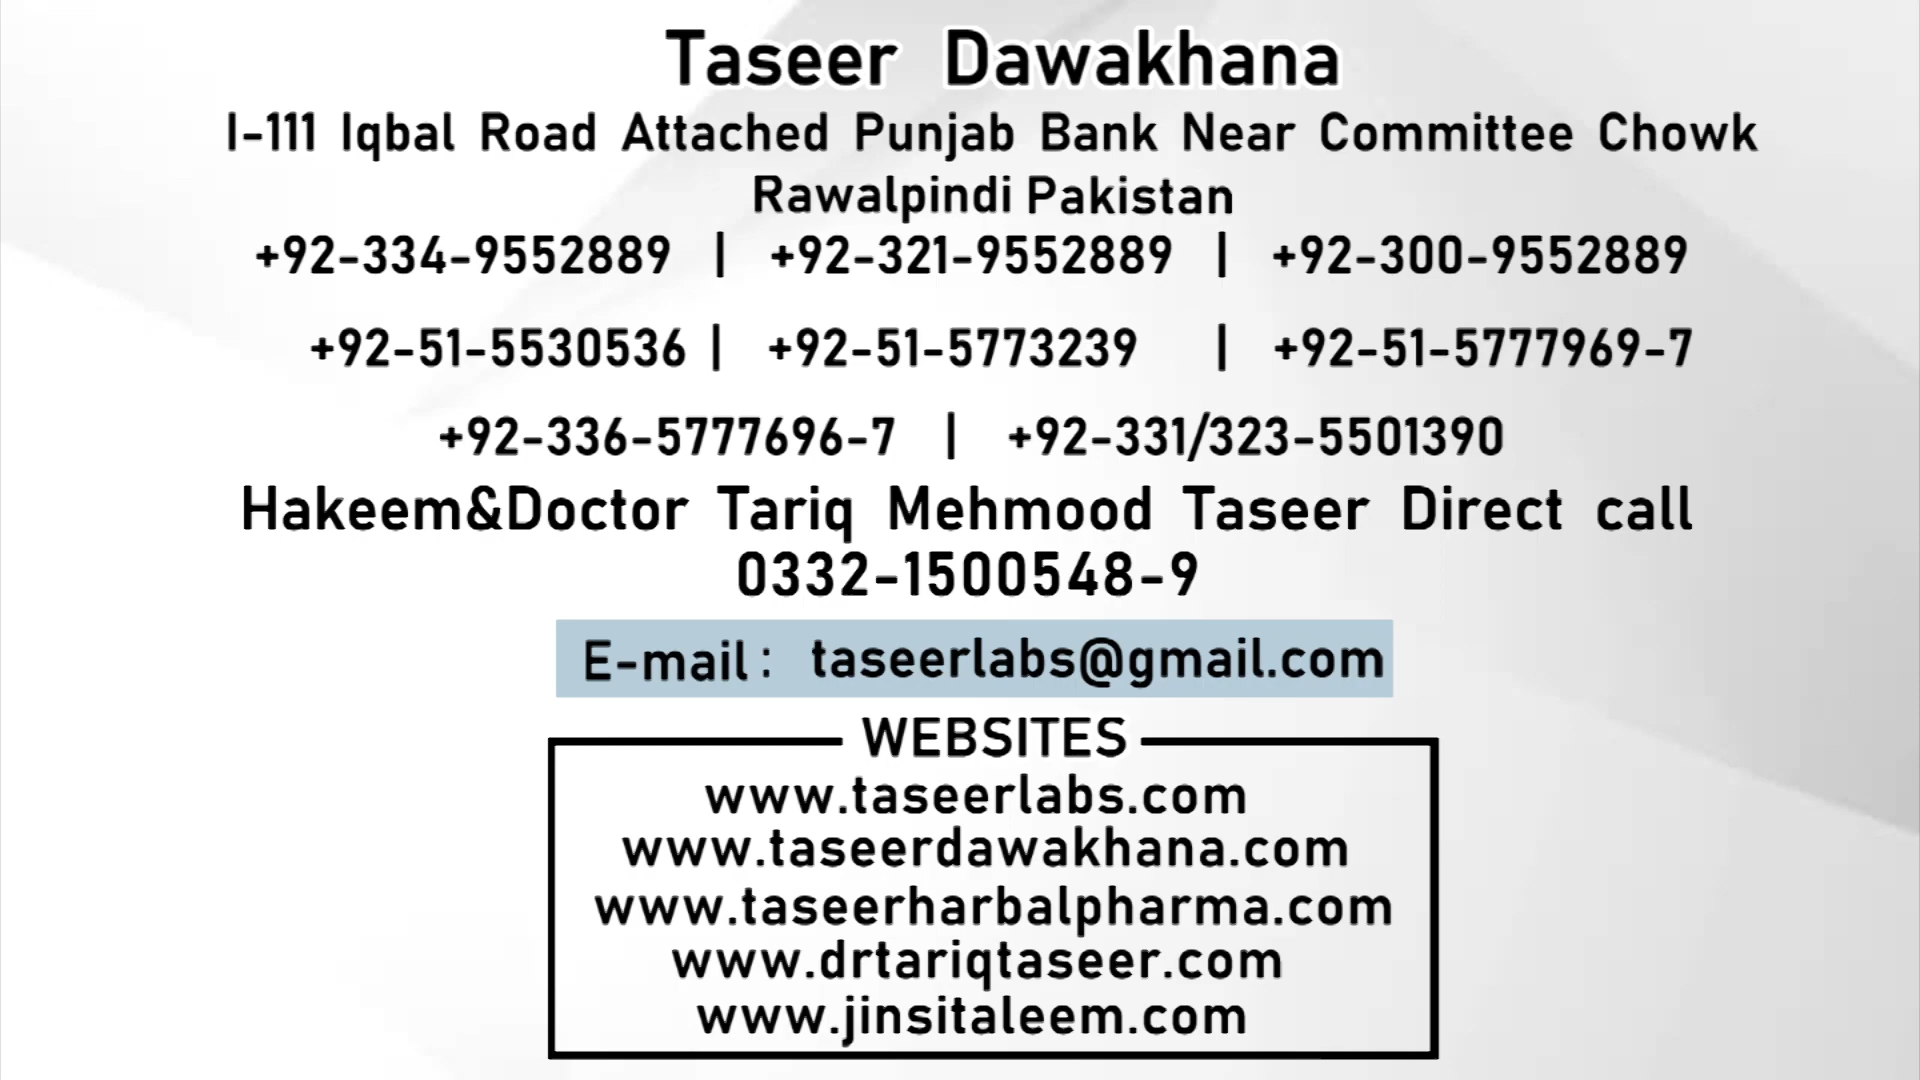 Taseer Dawakhana
I-111 Iqbal Road Attached Punjab Bank Near Committee Chowk
Rawalpindi Pakistan
+92-334-9552889 | +92-321-9552889 | +92-300-9552889
+92-51-5530536 | +92-51-5773239 | +92-51-5777969-7
+92-336-5777696-7 | +92-331/323-5501390
Hakeem&Doctor Tariq Mehmood Taseer Direct call
0332-1500548-9
E-mail : taseerlabs@gmail.com
WEBSITES
www.taseerlabs.com
www.taseerdawakhana.com
www.taseerharbalpharma.com
www.drtariqtaseer.com
www.jinsitaleem.com